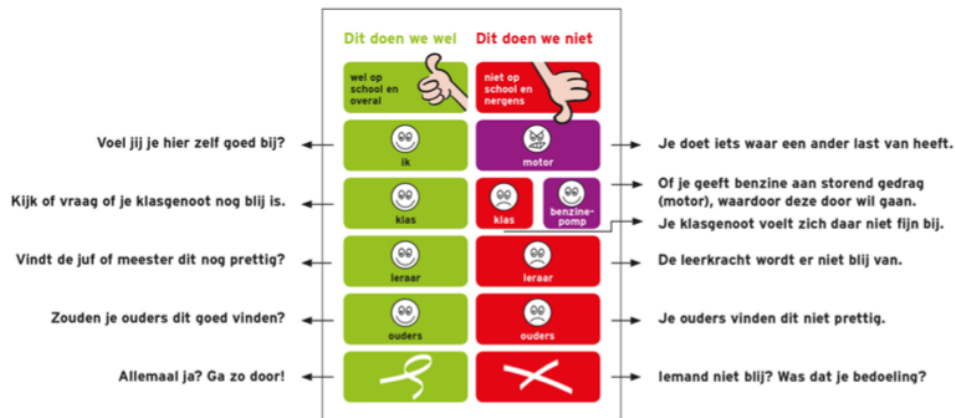 Dit doen we wel Dit doen we niet
wel op
school en
overal
niet op
school en
nergens
Voel jij je hier zelf goed bij?
ik
motor
Je doet iets waar een ander last van heeft.
Kijk of vraag of je klasgenoot nog blij is.
klas
klas
benzine-
pomp
Of je geeft benzine aan storend gedrag
(motor), waardoor deze door wil gaan.
Je klasgenoot voelt zich daar niet fijn bij.
Vindt de juf of meester dit nog prettig?
leraar
leraar
De leerkracht wordt er niet blij van.
Zouden je ouders dit goed vinden?
ouders
ouders
Je ouders vinden dit niet prettig.
Allemaal ja? Ga zo door!
Iemand niet blij? Was dat je bedoeling?